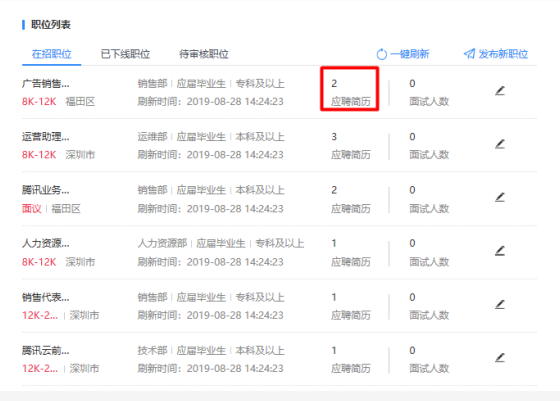 职位列表
在招职位 已下线职位 待审核职位 一键刷新 发布新职位
广告销售... 销售部 | 应届毕业生 | 专科及以上 2 0
8K-12K 福田区 刷新时间：2019-08-28 14:24:23 应聘简历 面试人数
运营助理... 运维部 | 应届毕业生 | 本科及以上 3 0
8K-12K 深圳市 刷新时间：2019-08-28 14:24:23 应聘简历 面试人数
腾讯业务... 销售部 | 应届毕业生 | 本科及以上 2 0
面议 | 福田区 刷新时间：2019-08-28 14:24:23 应聘简历 面试人数
人力资源... 人力资源部 | 应届毕业生 | 专科及以上 1 0
8K-12K 深圳市 刷新时间：2019-08-28 14:24:23 应聘简历 面试人数
销售代表... 销售部 | 应届毕业生 | 专科及以上 1 0
12K-2... | 深圳市 刷新时间：2019-08-28 14:24:23 应聘简历 面试人数
腾讯云前... 技术部 | 应届毕业生 | 本科及以上 1 0
12K-2... | 深圳市 刷新时间：2019-08-28 14:24:23 应聘简历 面试人数